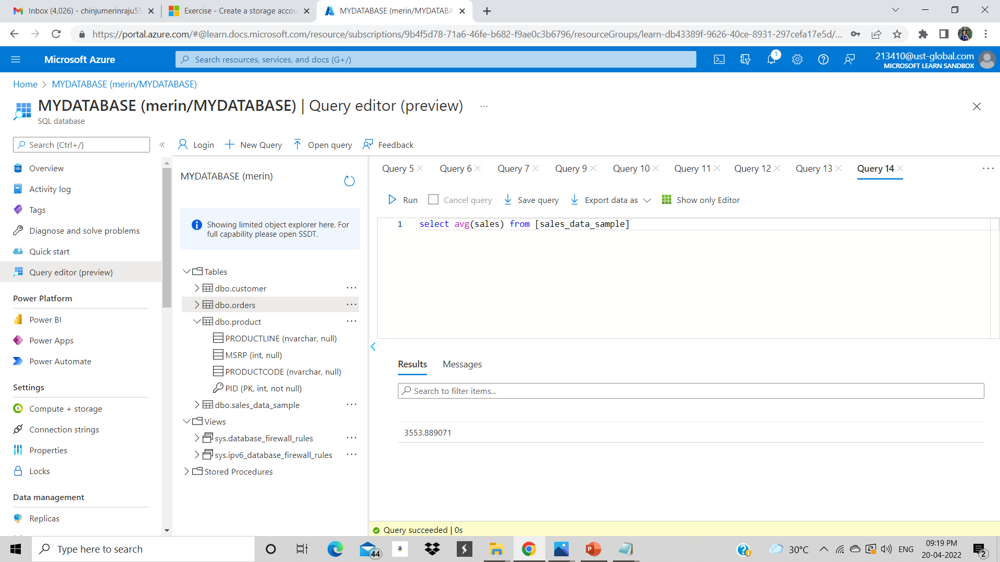 Inbox (4,026) - chinjumerinraju55
Exercise - Create a storage accou
MYDATABASE (merin/MYDATABA
https://portal.azure.com/#@learn.docs.microsoft.com/resource/subscriptions/9b4f5d78-71a6-46fe-b682-f9ae0c3b6796/resourceGroups/learn-db43389f-9626-40ce-8931-297cefa17e5d/...
Microsoft Azure
Search resources, services, and docs (G+/)
1
213410@ust-global.com
MICROSOFT LEARN SANDBOX
Home > MYDATABASE (merin/MYDATABASE)
MYDATABASE (merin/MYDATABASE) | Query editor (preview) ...
SQL database
Search (Ctrl+/)
«
Login
New Query
Open query
Feedback
Overview
Activity log
Tags
Diagnose and solve problems
Quick start
Query editor (preview)
Power Platform
Power BI
Power Apps
Power Automate
Settings
Compute + storage
Connection strings
Properties
Locks
Data management
Replicas
MYDATABASE (merin)
Showing limited object explorer here. For
full capability please open SSDT.
Tables
dbo.customer ...
dbo.orders ...
dbo.product ...
PRODUCTLINE (nvarchar, null)
MSRP (int, null)
PRODUCTCODE (nvarchar, null)
PID (PK, int, not null)
dbo.sales_data_sample ...
Views
sys.database_firewall_rules ...
sys.ipv6_database_firewall_rules ...
Stored Procedures
Query 5 Query 6 Query 7 Query 9 Query 10 Query 11 Query 12 Query 13 Query 14 ...
Run Cancel query Save query Export data as Show only Editor
1 select avg(sales) from [sales_data_sample]
Results Messages
Search to filter items...
3553.889071
Query succeeded | 0s
Type here to search
44
a
30°C
ENG
09:19 PM
20-04-2022
2